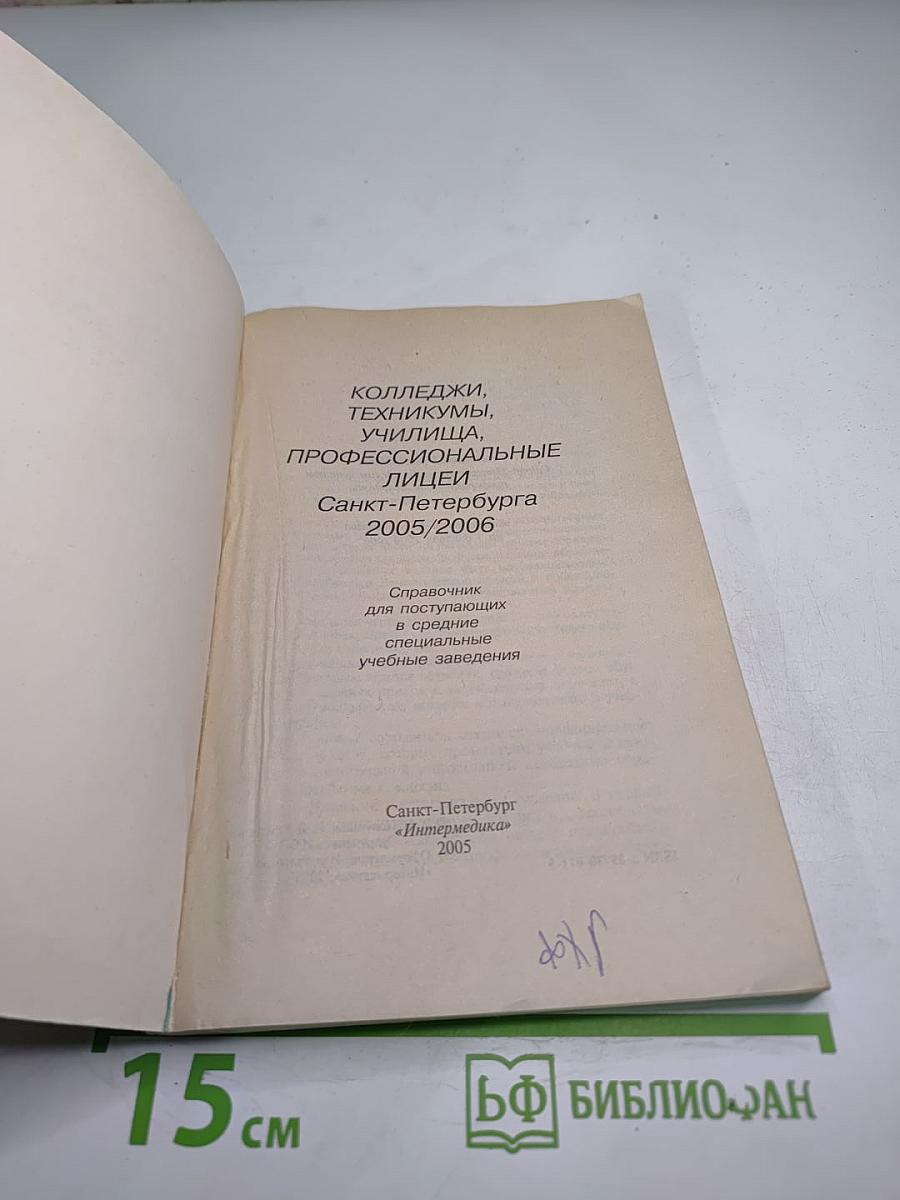 КОЛЛЕДЖИ,
ТЕХНИКУМЫ,
УЧИЛИЩА,
ПРОФЕССИОНАЛЬНЫЕ
ЛИЦЕИ
Санкт-Петербурга
2005/2006
Справочник
для поступающих
в средние
специальные
учебные заведения
Санкт-Петербург
«Интермедика»
2005
15 см
БФ БИБЛИОФАН